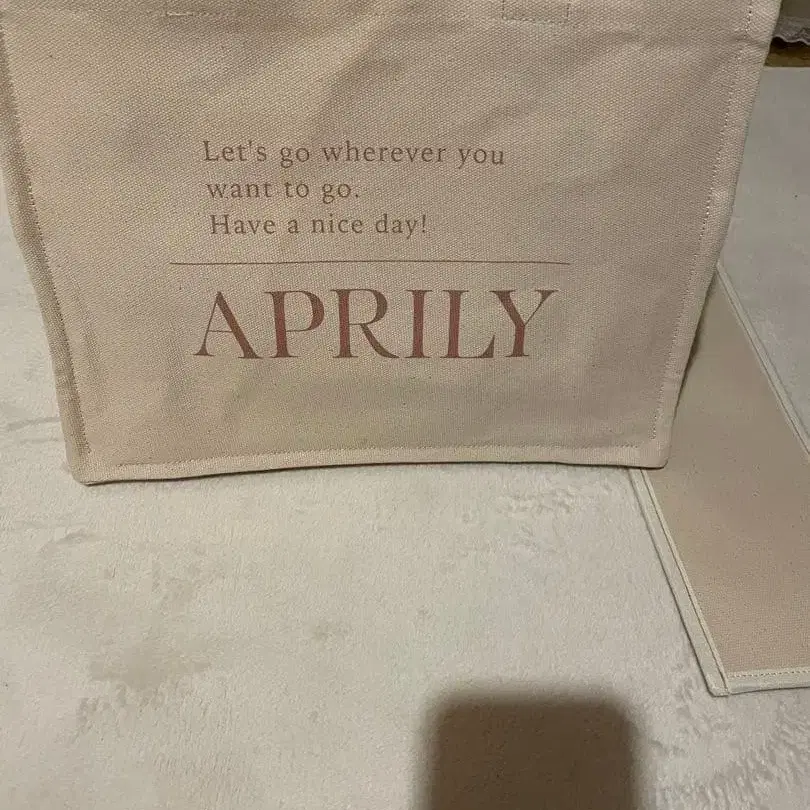 Let's go wherever you
want to go.
Have a nice day!
APRILY